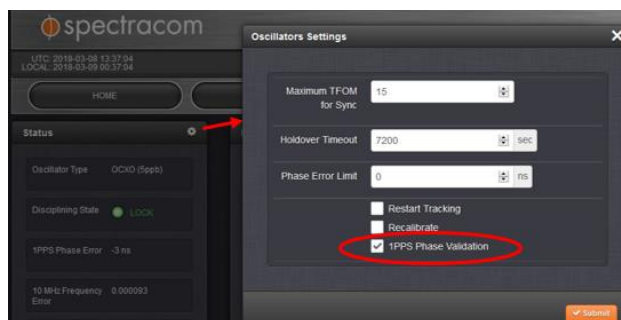 spectracom
UTC: 2018-03-08 13:37:04
LOCAL: 2018-03-09 00:37:04
HOME
Status
Oscillator Type OCXO (5ppb)
Disciplining State LOCK
1PPS Phase Error -3 ns
10 MHz Frequency Error 0.000093
Oscillators Settings
Maximum TFOM for Sync 15
Holdover Timeout 7200 sec
Phase Error Limit 0 ns
Restart Tracking
Recalibrate
1PPS Phase Validation
Submit